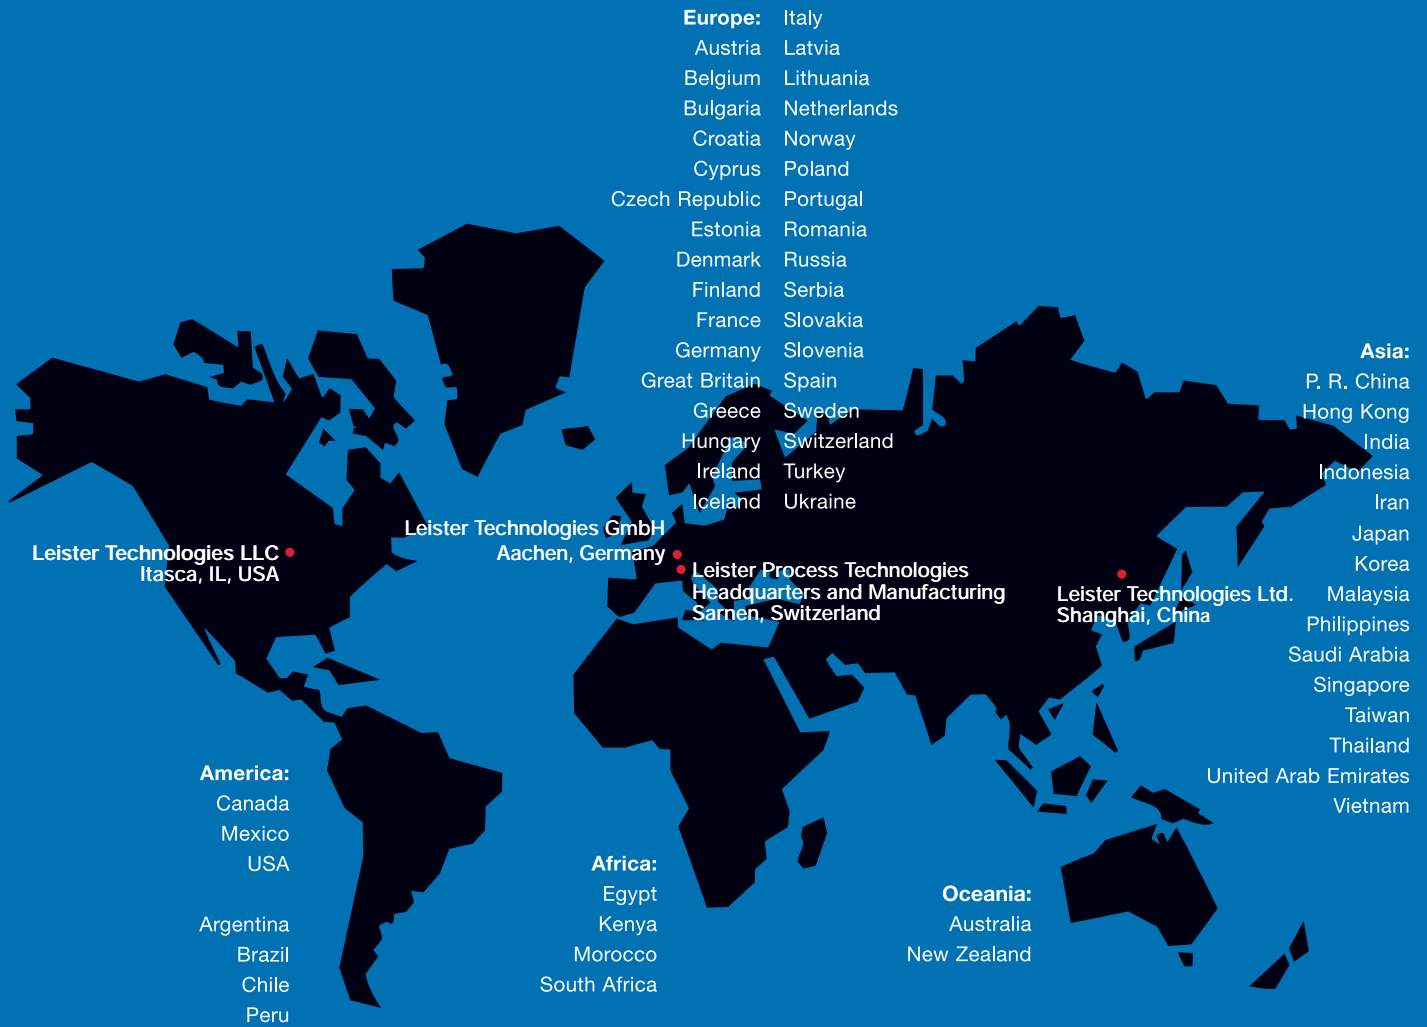 Europe:
Austria
Belgium
Bulgaria
Croatia
Cyprus
Czech Republic
Estonia
Denmark
Finland
France
Germany
Great Britain
Greece
Hungary
Ireland
Iceland
Italy
Latvia
Lithuania
Netherlands
Norway
Poland
Portugal
Romania
Russia
Serbia
Slovakia
Slovenia
Spain
Sweden
Switzerland
Turkey
Ukraine
Leister Technologies LLC
Itasca, IL, USA
Leister Technologies GmbH
Aachen, Germany
Leister Process Technologies
Headquarters and Manufacturing
Sarnen, Switzerland
Leister Technologies Ltd.
Shanghai, China
Asia:
P. R. China
Hong Kong
India
Indonesia
Iran
Japan
Korea
Malaysia
Philippines
Saudi Arabia
Singapore
Taiwan
Thailand
United Arab Emirates
Vietnam
America:
Canada
Mexico
USA
Argentina
Brazil
Chile
Peru
Africa:
Egypt
Kenya
Morocco
South Africa
Oceania:
Australia
New Zealand